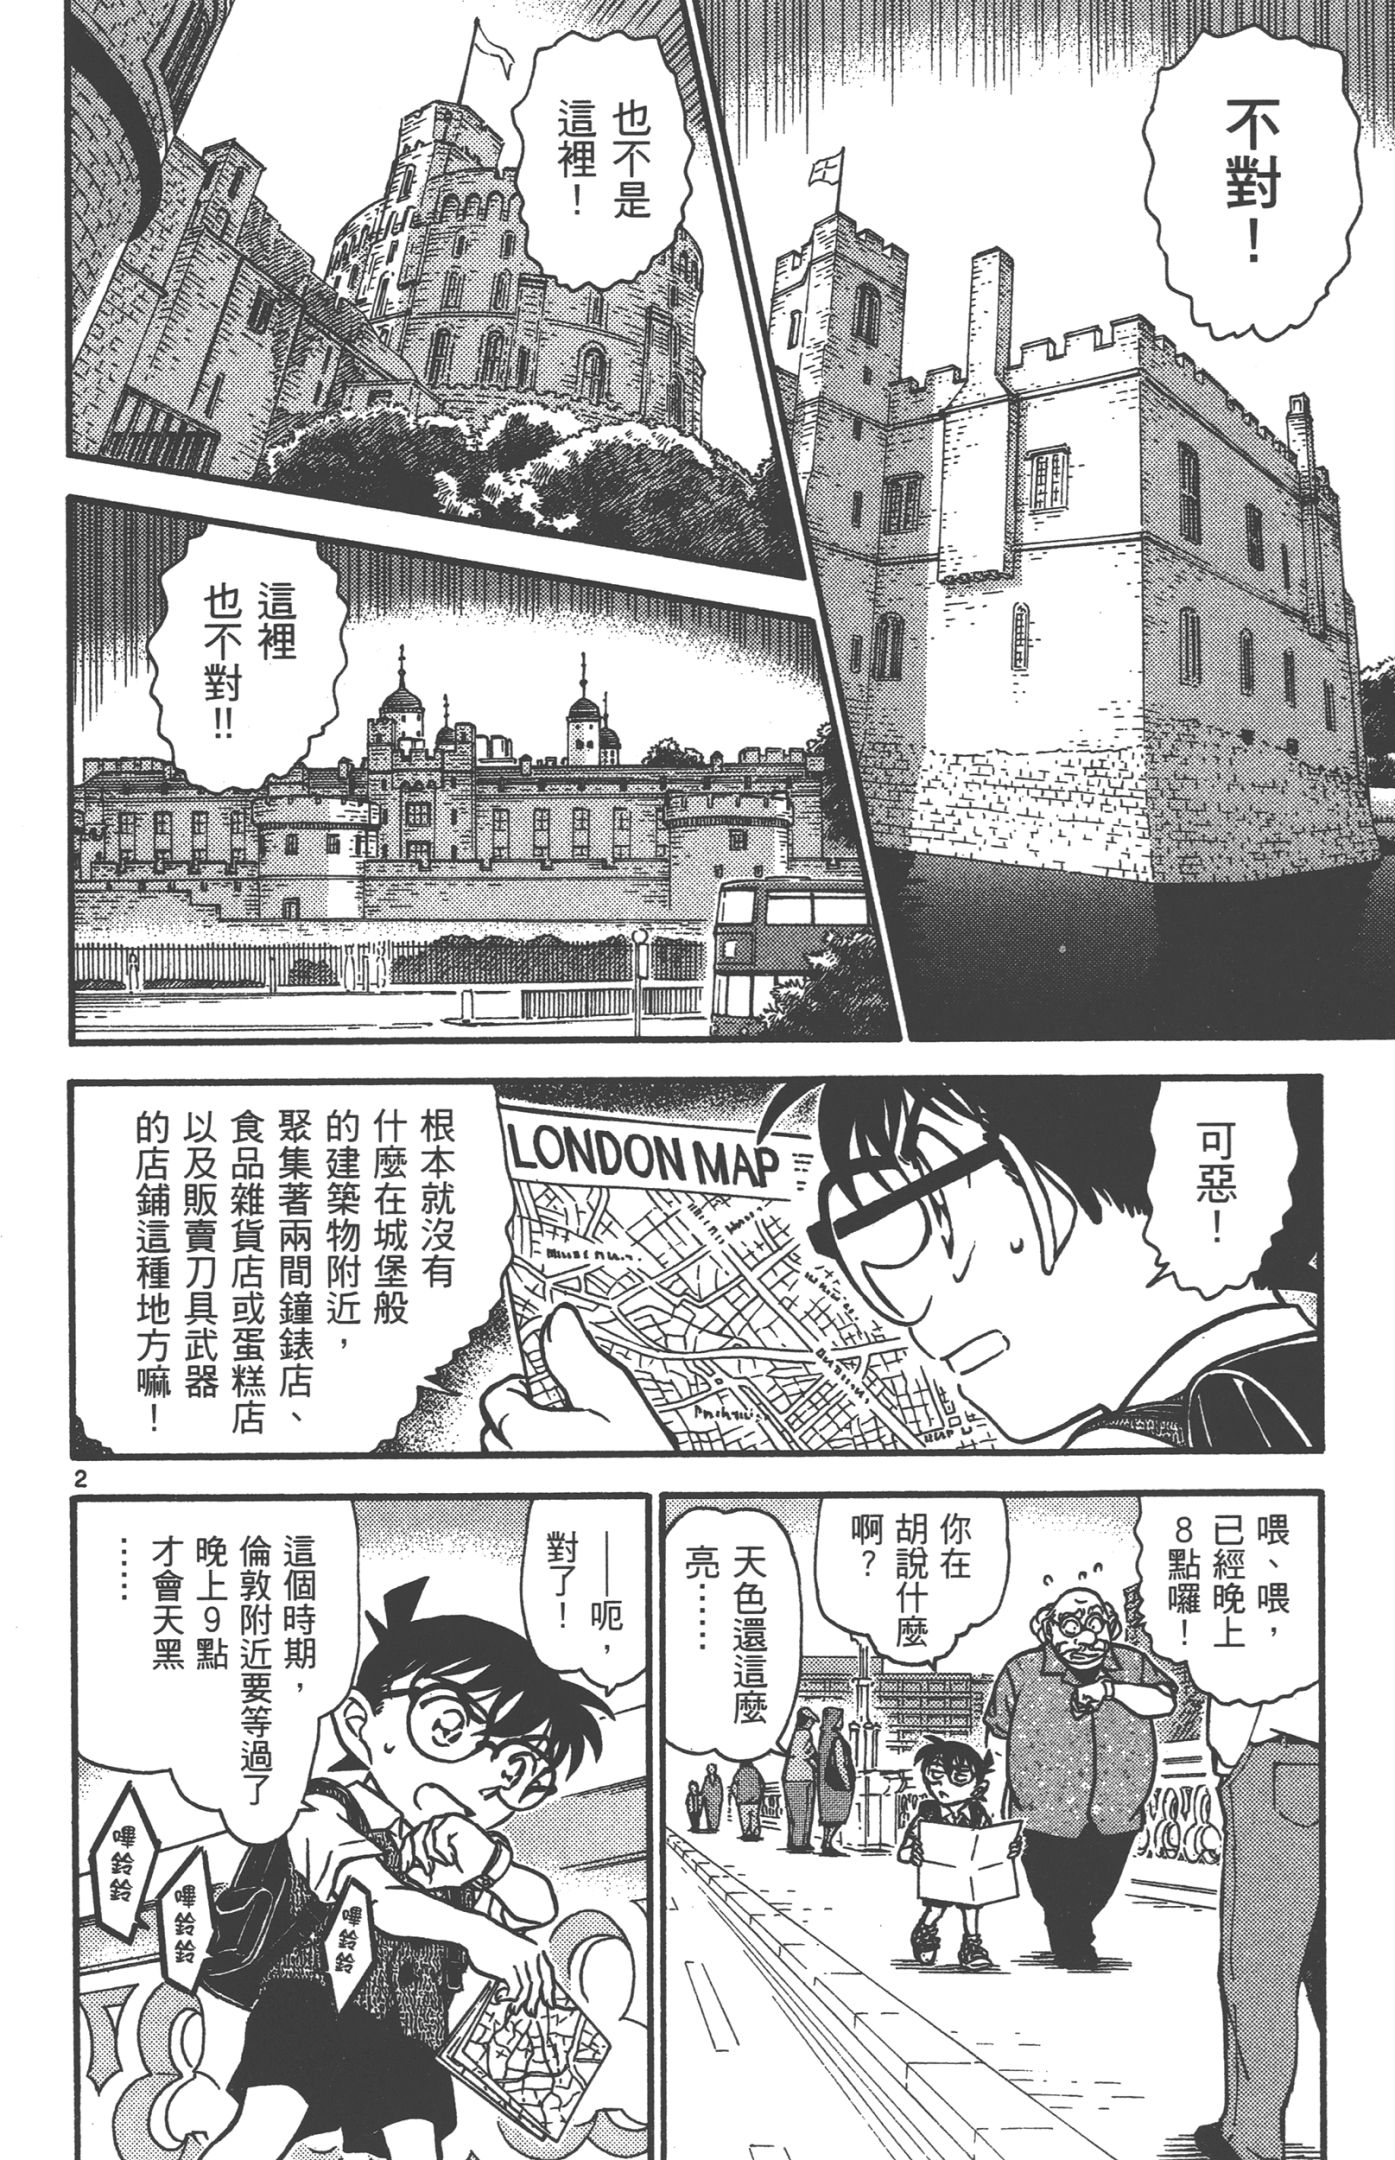 不對！
也不是
這裡！
這裡
也不對!!
可惡！
LONDON MAP
根本就沒有
什麼在城堡般
的建築物附近，
聚集著兩間鐘錶店、
食品雜貨店或蛋糕店
以及販賣刀具武器
的店鋪這種地方嘛！
2
喂、喂，
已經晚上
8點囉！
你在
胡說什麼
啊？
天色還這麼
亮……
——呃，
對了！
這個時期，
倫敦附近要等過了
晚上9點
才會天黑
……
嗶鈴鈴
嗶鈴鈴
嗶鈴鈴